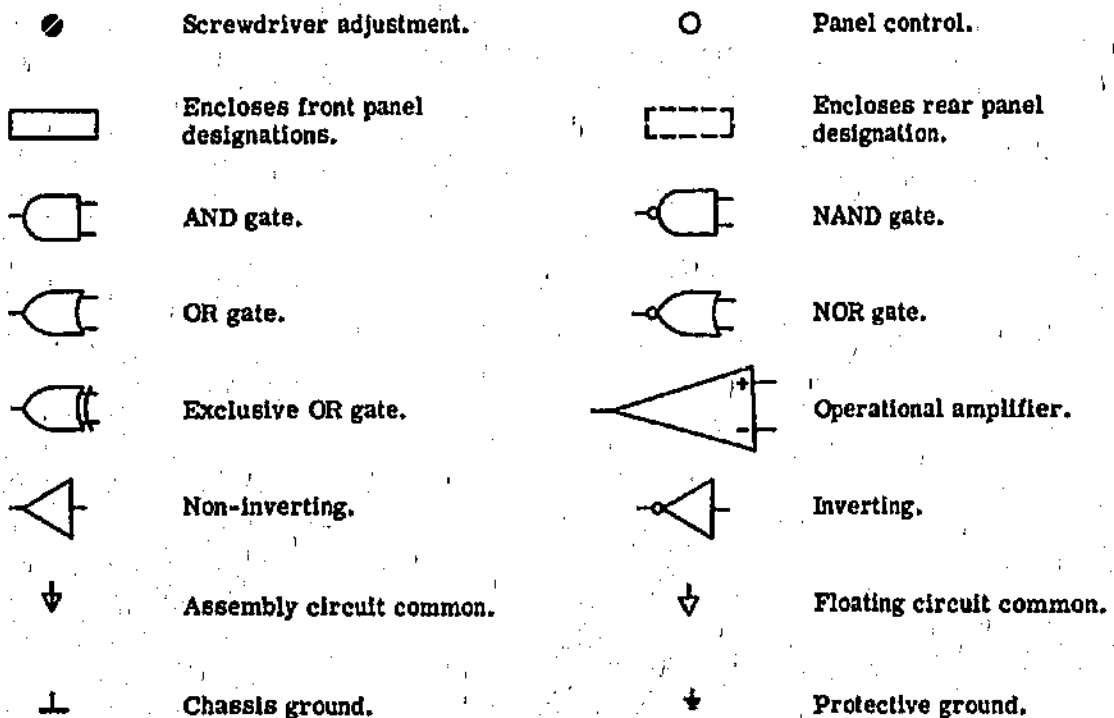 Screwdriver adjustment.
Panel control.
Encloses front panel
designations.
Encloses rear panel
designation.
AND gate.
NAND gate.
OR gate.
NOR gate.
Exclusive OR gate.
+
-
Operational amplifier.
Non-inverting.
Inverting.
Assembly circuit common.
Floating circuit common.
Chassis ground.
Protective ground.